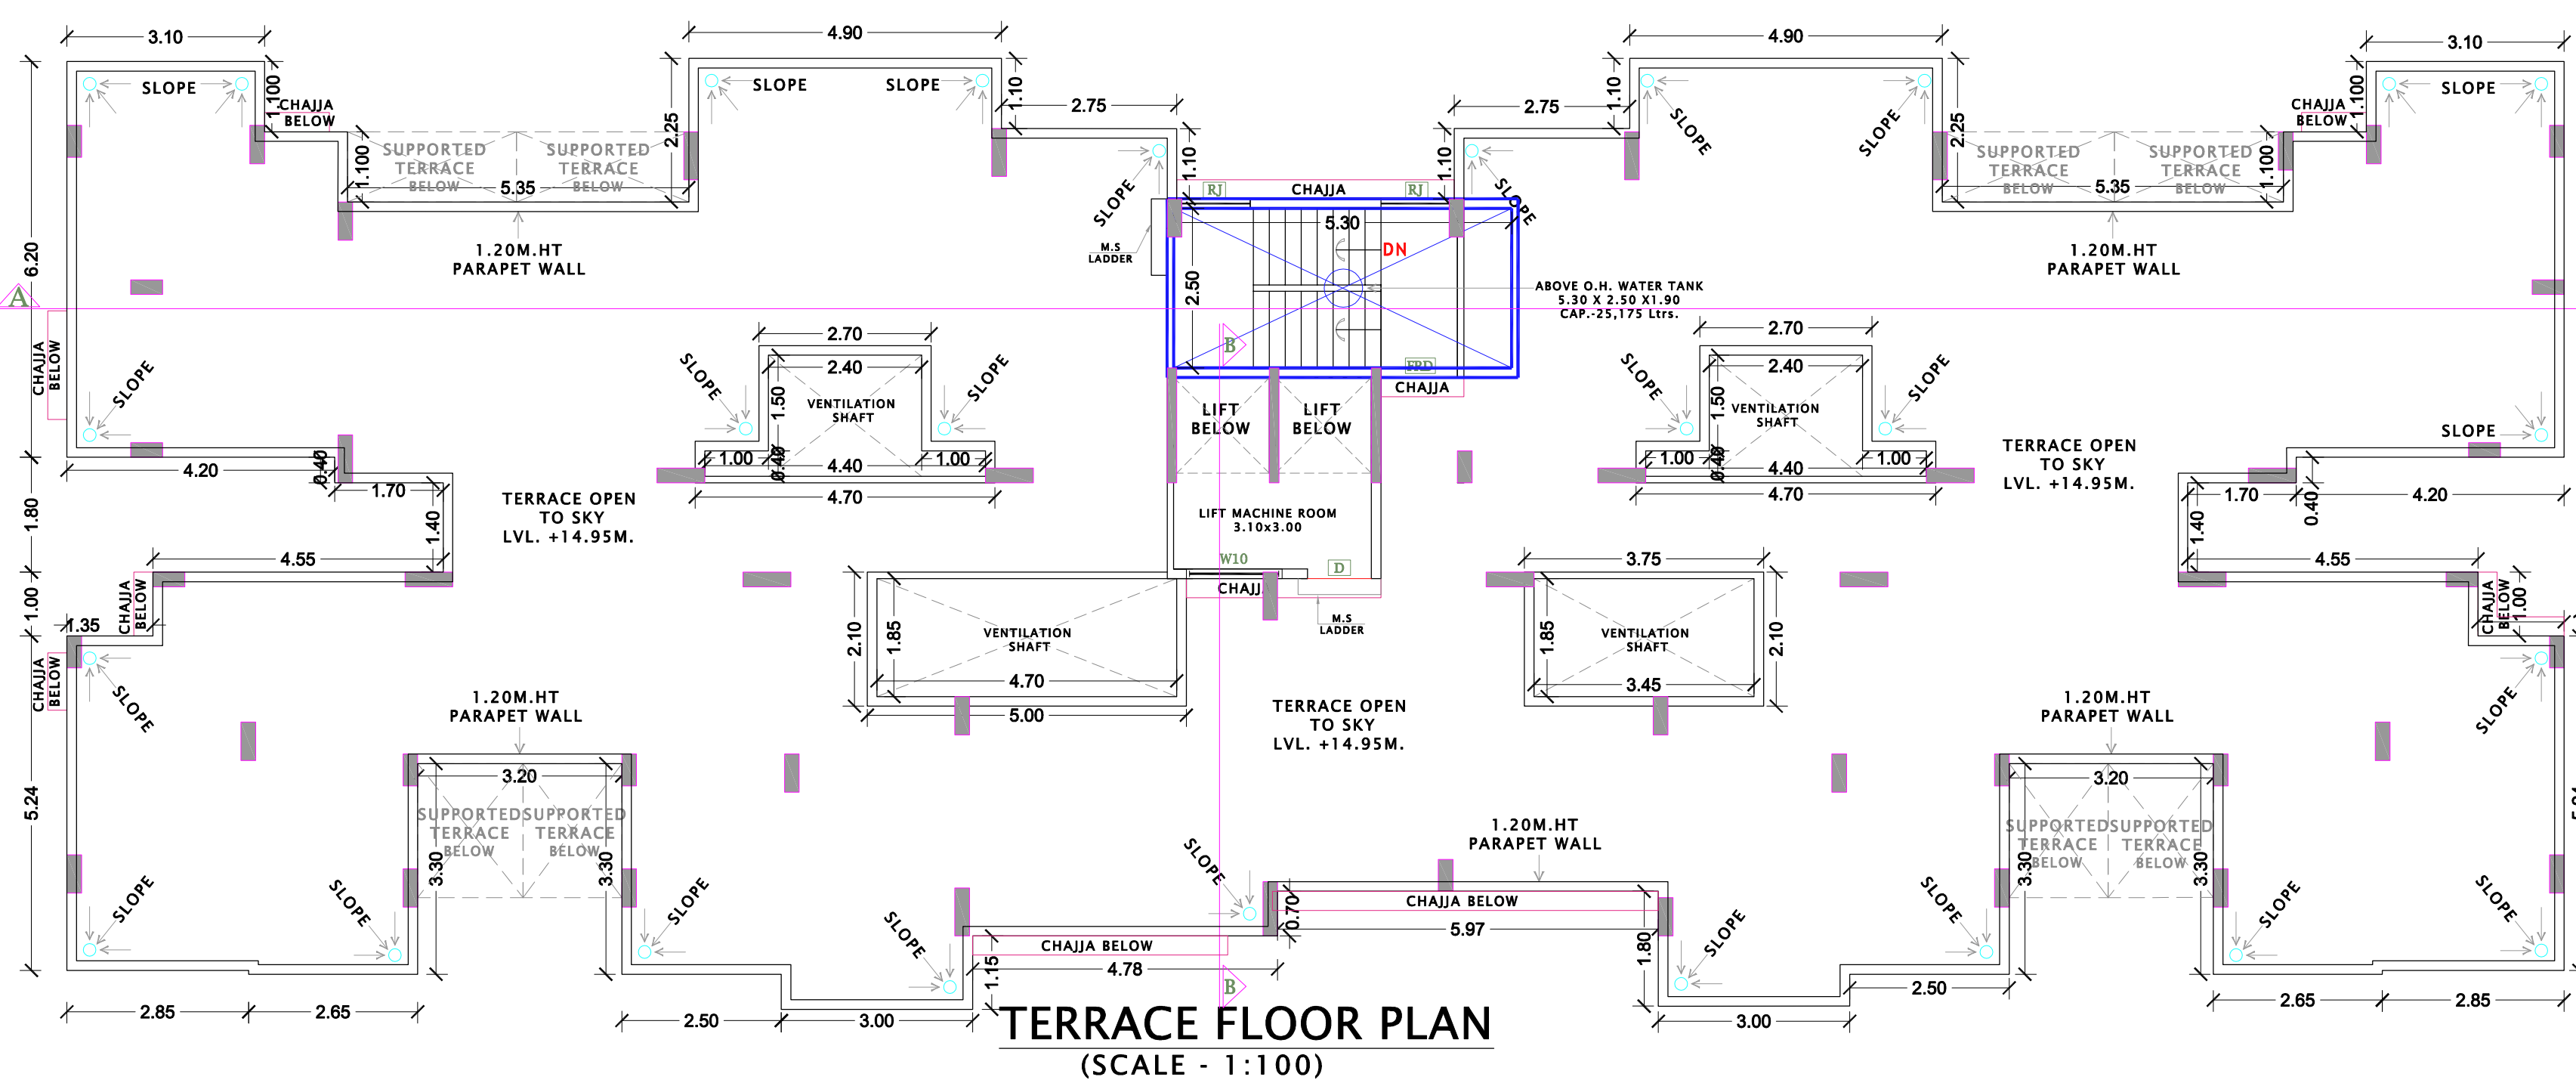 3.10
4.90
4.90
3.10
SLOPE
1.100
CHAJJA
BELOW
SLOPE
SLOPE
1.10
2.75
2.75
1.10
SLOPE
SLOPE
2.25
CHAJJA
BELOW
1.100
SLOPE
2.25
1.100
SUPPORTED
TERRACE
BELOW
SUPPORTED
TERRACE
BELOW
5.35
1.10
SLOPE
RJ
CHAJJA
RJ
1.10
SLOPE
SUPPORTED
TERRACE
BELOW
SUPPORTED
TERRACE
BELOW
5.35
1.100
6.20
1.20M.HT
PARAPET WALL
M.S
LADDER
5.30
DN
2.50
ABOVE O.H. WATER TANK
5.30 X 2.50 X1.90
CAP.-25,175 Ltrs.
1.20M.HT
PARAPET WALL
A
CHAJJA
BELOW
SLOPE
2.70
2.40
SLOPE
1.50
VENTILATION
SHAFT
B
FRD
CHAJJA
LIFT
BELOW
LIFT
BELOW
2.70
2.40
SLOPE
1.50
VENTILATION
SHAFT
SLOPE
SLOPE
TERRACE OPEN
TO SKY
LVL. +14.95M.
4.20
0.40
1.70
1.00
0.40
4.40
1.00
4.70
1.00
0.40
4.40
1.00
4.70
1.70
0.40
4.20
1.80
1.40
TERRACE OPEN
TO SKY
LVL. +14.95M.
LIFT MACHINE ROOM
3.10x3.00
1.40
4.55
W10
D
3.75
4.55
1.00
CHAJJA
BELOW
1.35
2.10
1.85
VENTILATION
SHAFT
4.70
5.00
M.S
LADDER
1.85
VENTILATION
SHAFT
3.45
2.10
CHAJJA
BELOW
1.00
CHAJJA
BELOW
SLOPE
1.20M.HT
PARAPET WALL
TERRACE OPEN
TO SKY
LVL. +14.95M.
1.20M.HT
PARAPET WALL
SLOPE
5.24
3.20
SUPPORTED
TERRACE
BELOW
SUPPORTED
TERRACE
BELOW
3.30
3.30
1.20M.HT
PARAPET WALL
3.20
SUPPORTED
TERRACE
BELOW
SUPPORTED
TERRACE
BELOW
3.30
3.30
SLOPE
SLOPE
SLOPE
SLOPE
SLOPE
CHAJJA BELOW
0.70
CHAJJA BELOW
5.97
1.80
SLOPE
SLOPE
SLOPE
SLOPE
1.15
4.78
B
2.85
2.65
2.50
3.00
3.00
2.50
2.65
2.85
TERRACE FLOOR PLAN
(SCALE - 1:100)